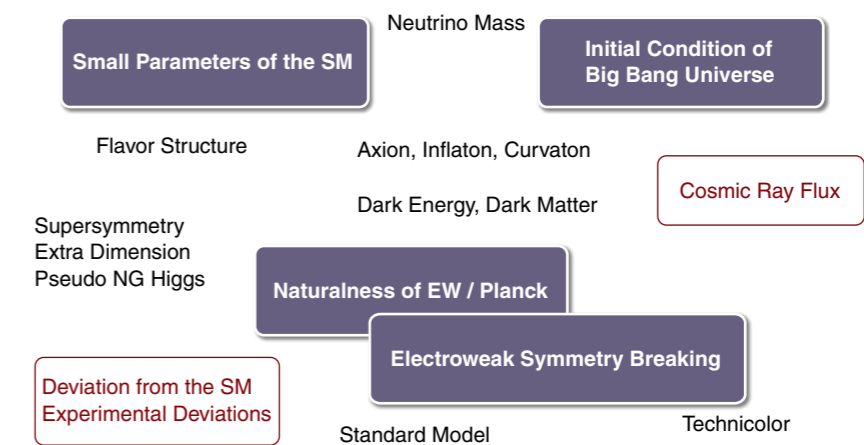 Neutrino Mass
Small Parameters of the SM
Initial Condition of
Big Bang Universe
Flavor Structure
Axion, Inflaton, Curvaton
Cosmic Ray Flux
Dark Energy, Dark Matter
Supersymmetry
Extra Dimension
Pseudo NG Higgs
Naturalness of EW / Planck
Electroweak Symmetry Breaking
Deviation from the SM
Experimental Deviations
Standard Model
Technicolor